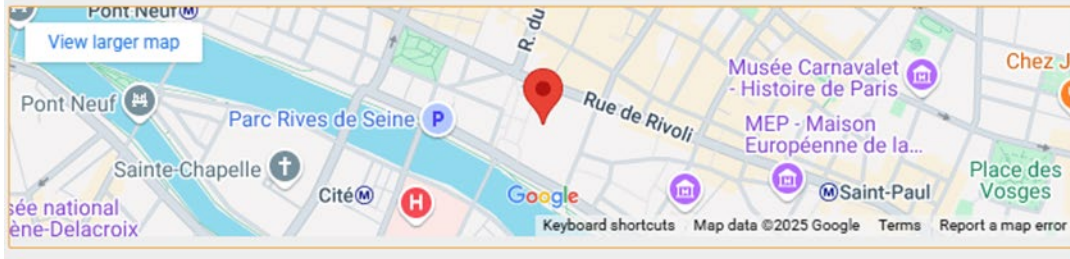 Pont Neuf M
View larger map
R. du
Chez J
Musée Carnavalet
- Histoire de Paris
Pont Neuf
Parc Rives de Seine P
Rue de Rivoli
MEP - Maison
Européenne de la...
Sainte-Chapelle
Place des
Vosges
Cité M
H
Google
M Saint-Paul
sée national
ène-Delacroix
Keyboard shortcuts Map data ©2025 Google Terms Report a map error